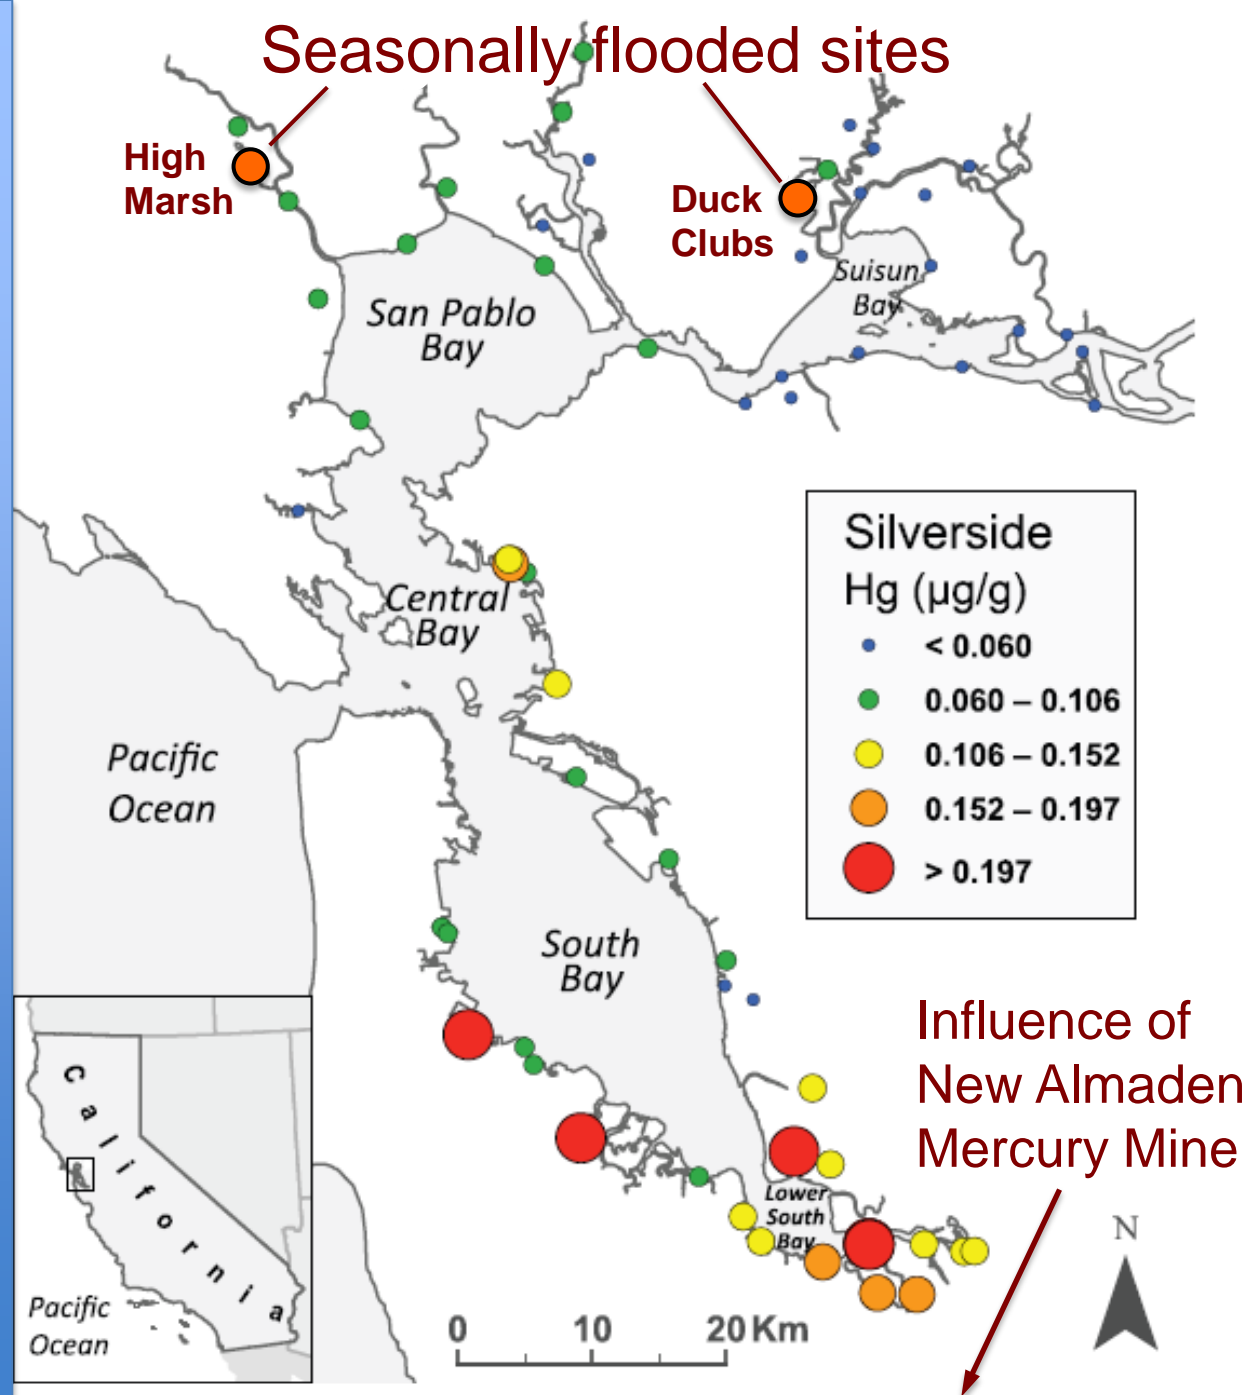 Seasonally flooded sites
High
Marsh
Duck
Clubs
Suisun
Bay
San Pablo
Bay
Central
Bay
Silverside
Hg (µg/g)
< 0.060
0.060 – 0.106
0.106 – 0.152
0.152 – 0.197
> 0.197
Pacific
Ocean
South
Bay
Influence of
New Almaden
Mercury Mine
Lower
South
Bay
California
Pacific
Ocean
0 10 20 Km
N